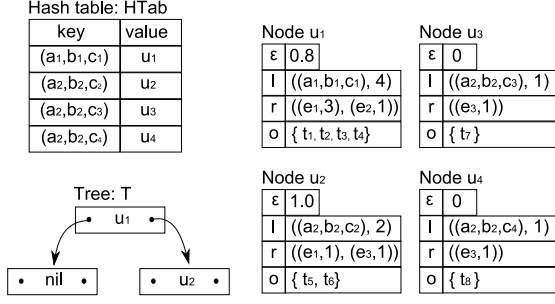 Hash table: HTab
key value
(a₁,b₁,c₁) u₁
(a₂,b₂,c₂) u₂
(a₂,b₂,c₃) u₃
(a₂,b₂,c₄) u₄
Tree: T
u₁
nil
u₂
Node u₁
ε 0.8
l ((a₁,b₁,c₁), 4)
r ((e₁,3), (e₂,1))
o { t₁, t₂, t₃, t₄}
Node u₃
ε 0
l ((a₂,b₂,c₃), 1)
r ((e₃,1))
o { t₇}
Node u₂
ε 1.0
l ((a₂,b₂,c₂), 2)
r ((e₁,1), (e₃,1))
o { t₅, t₆}
Node u₄
ε 0
l ((a₂,b₂,c₄), 1)
r ((e₃,1))
o { t₈}